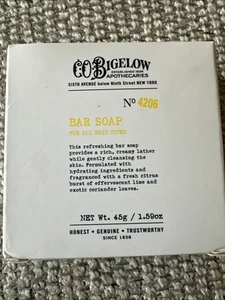 C.O. BIGELOW
ESTABLISHED 1838
APOTHECARIES
SIXTH AVENUE below Ninth Street NEW YORK
No 4206
BAR SOAP
FOR ALL SKIN TYPES
This refreshing bar soap
provides a rich, creamy lather
while gently cleansing the
skin. Formulated with
hydrating ingredients and
fragranced with a fresh citrus
burst of effervescent lime and
exotic coriander leaves.
NET Wt. 45g / 1.59oz
HONEST • GENUINE • TRUSTWORTHY
SINCE 1838